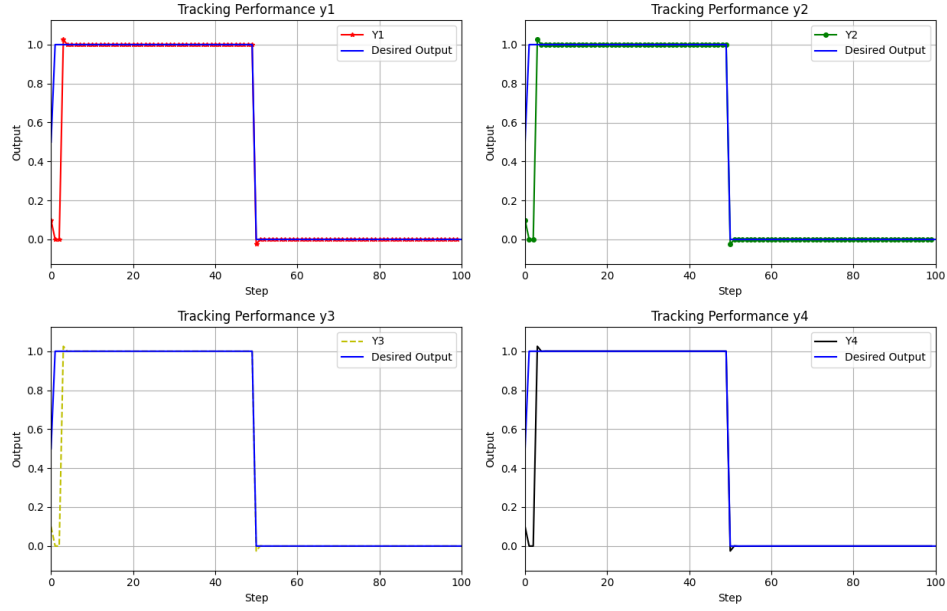 Tracking Performance y1
Output
1.0
0.8
0.6
0.4
0.2
0.0
Y1
Desired Output
0 20 40 60 80 100
Step
Tracking Performance y2
Output
1.0
0.8
0.6
0.4
0.2
0.0
Y2
Desired Output
0 20 40 60 80 100
Step
Tracking Performance y3
Output
1.0
0.8
0.6
0.4
0.2
0.0
Y3
Desired Output
0 20 40 60 80 100
Step
Tracking Performance y4
Output
1.0
0.8
0.6
0.4
0.2
0.0
Y4
Desired Output
0 20 40 60 80 100
Step